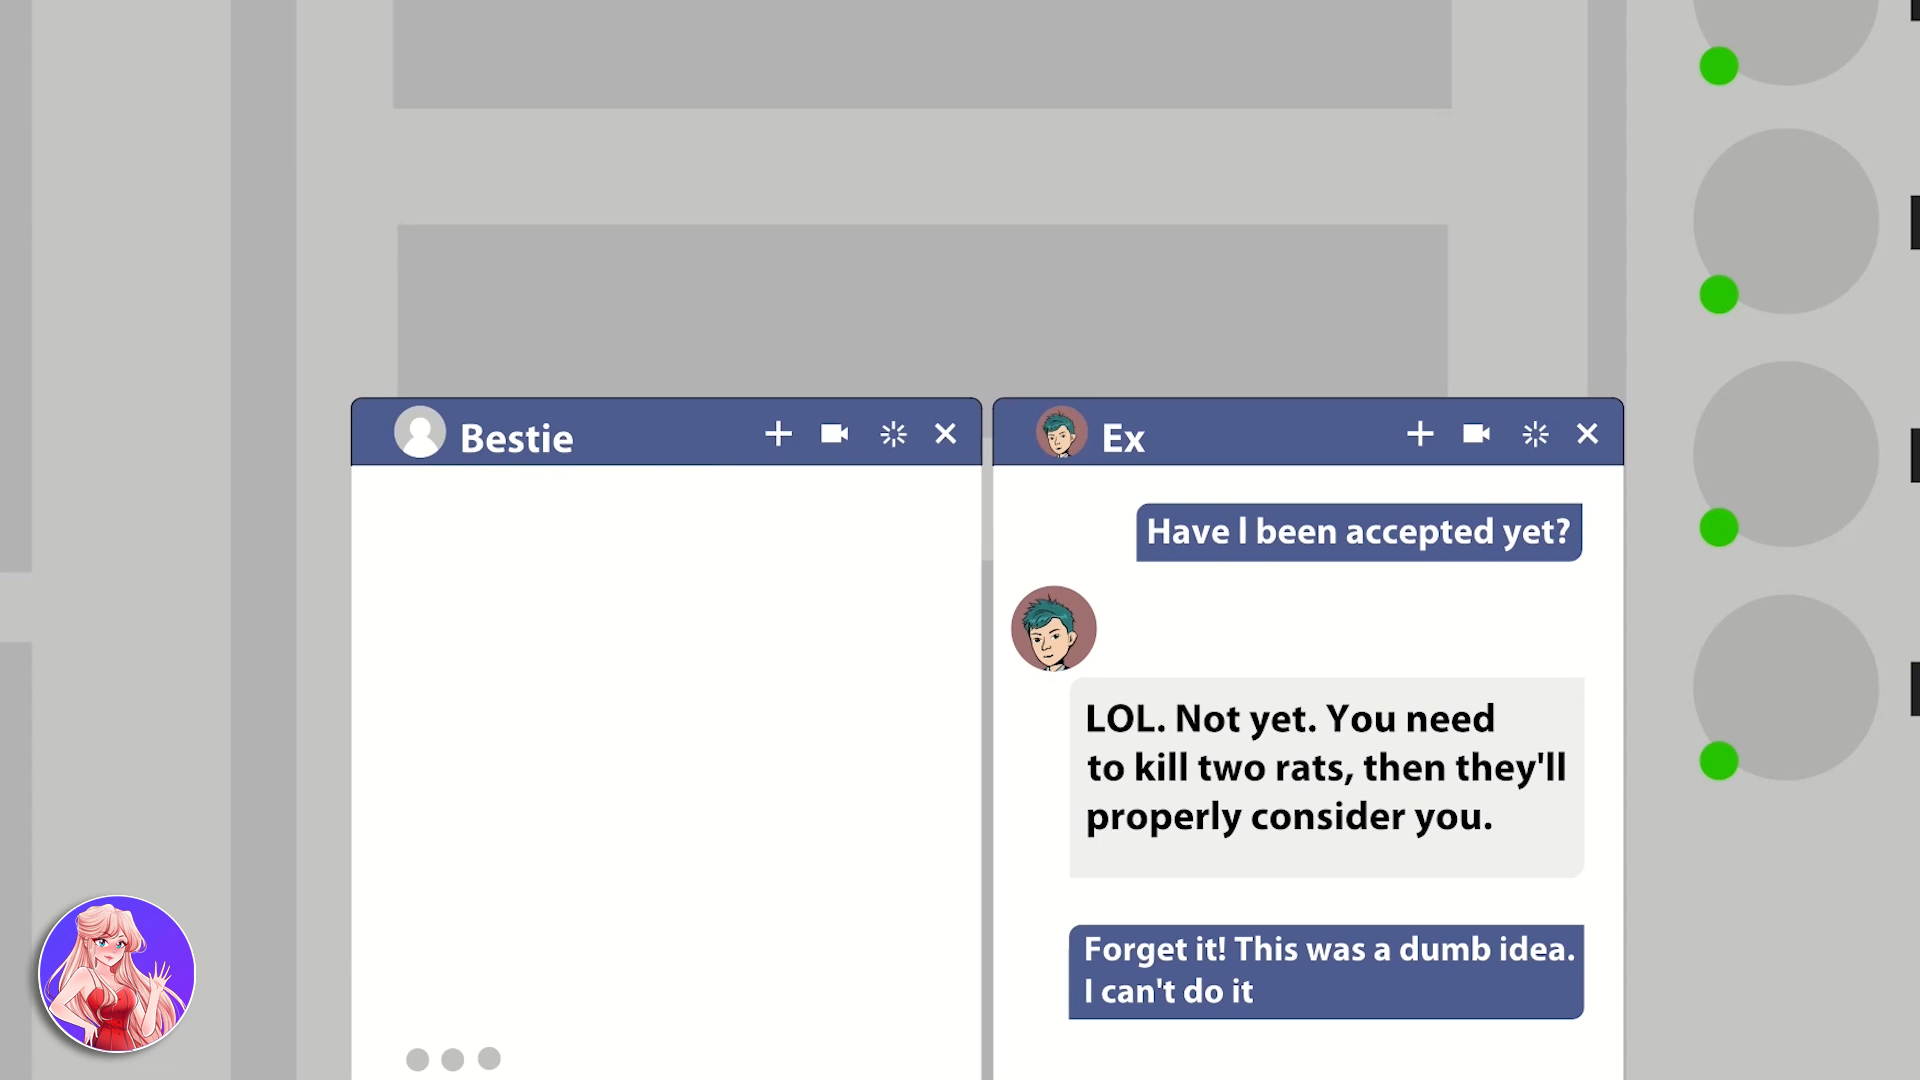 Bestie
Ex
Have I been accepted yet?
LOL. Not yet. You need
to kill two rats, then they'll
properly consider you.
Forget it! This was a dumb idea.
I can't do it